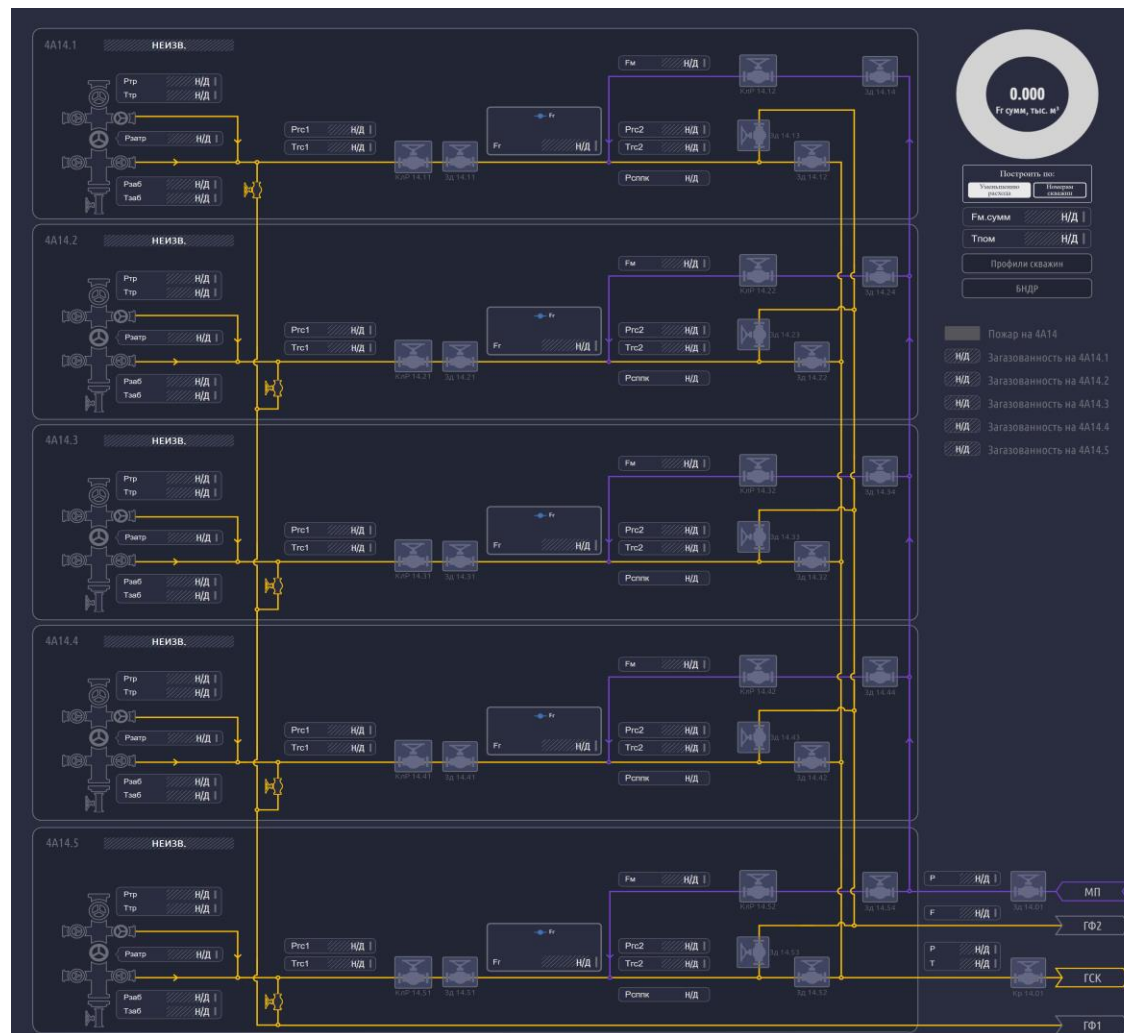 4А14.1 НЕИЗВ.
Ртр Н/Д
Ттр Н/Д
Рзатр Н/Д
Рзаб Н/Д
Тзаб Н/Д
Ргс1 Н/Д
Тгс1 Н/Д
КлР 14.11
Зд 14.11
Fг
Fг Н/Д
Fм Н/Д
Ргс2 Н/Д
Тгс2 Н/Д
Рсппк Н/Д
КлР 14.12
Зд 14.14
Зд 14.13
Зд 14.12
4А14.2 НЕИЗВ.
Ртр Н/Д
Ттр Н/Д
Рзатр Н/Д
Рзаб Н/Д
Тзаб Н/Д
Ргс1 Н/Д
Тгс1 Н/Д
КлР 14.21
Зд 14.21
Fг
Fг Н/Д
Fм Н/Д
Ргс2 Н/Д
Тгс2 Н/Д
Рсппк Н/Д
КлР 14.22
Зд 14.24
Зд 14.23
Зд 14.22
4А14.3 НЕИЗВ.
Ртр Н/Д
Ттр Н/Д
Рзатр Н/Д
Рзаб Н/Д
Тзаб Н/Д
Ргс1 Н/Д
Тгс1 Н/Д
КлР 14.31
Зд 14.31
Fг
Fг Н/Д
Fм Н/Д
Ргс2 Н/Д
Тгс2 Н/Д
Рсппк Н/Д
КлР 14.32
Зд 14.34
Зд 14.33
Зд 14.32
4А14.4 НЕИЗВ.
Ртр Н/Д
Ттр Н/Д
Рзатр Н/Д
Рзаб Н/Д
Тзаб Н/Д
Ргс1 Н/Д
Тгс1 Н/Д
КлР 14.41
Зд 14.41
Fг
Fг Н/Д
Fм Н/Д
Ргс2 Н/Д
Тгс2 Н/Д
Рсппк Н/Д
КлР 14.42
Зд 14.44
Зд 14.43
Зд 14.42
4А14.5 НЕИЗВ.
Ртр Н/Д
Ттр Н/Д
Рзатр Н/Д
Рзаб Н/Д
Тзаб Н/Д
Ргс1 Н/Д
Тгс1 Н/Д
КлР 14.51
Зд 14.51
Fг
Fг Н/Д
Fм Н/Д
Ргс2 Н/Д
Тгс2 Н/Д
Рсппк Н/Д
КлР 14.52
Зд 14.54
Зд 14.53
Зд 14.52
0.000
Fг сумм, тыс. м³
Построить по:
Уменьшению
расхода
Номерам
скважин
Fм.сумм Н/Д
Тпом Н/Д
Профили скважин
БНДР
Пожар на 4А14
Н/Д Загазованность на 4А14.1
Н/Д Загазованность на 4А14.2
Н/Д Загазованность на 4А14.3
Н/Д Загазованность на 4А14.4
Н/Д Загазованность на 4А14.5
Р Н/Д
Зд 14.01
МП
F Н/Д
ГФ2
Р Н/Д
Т Н/Д
Кр 14.01
ГСК
ГФ1